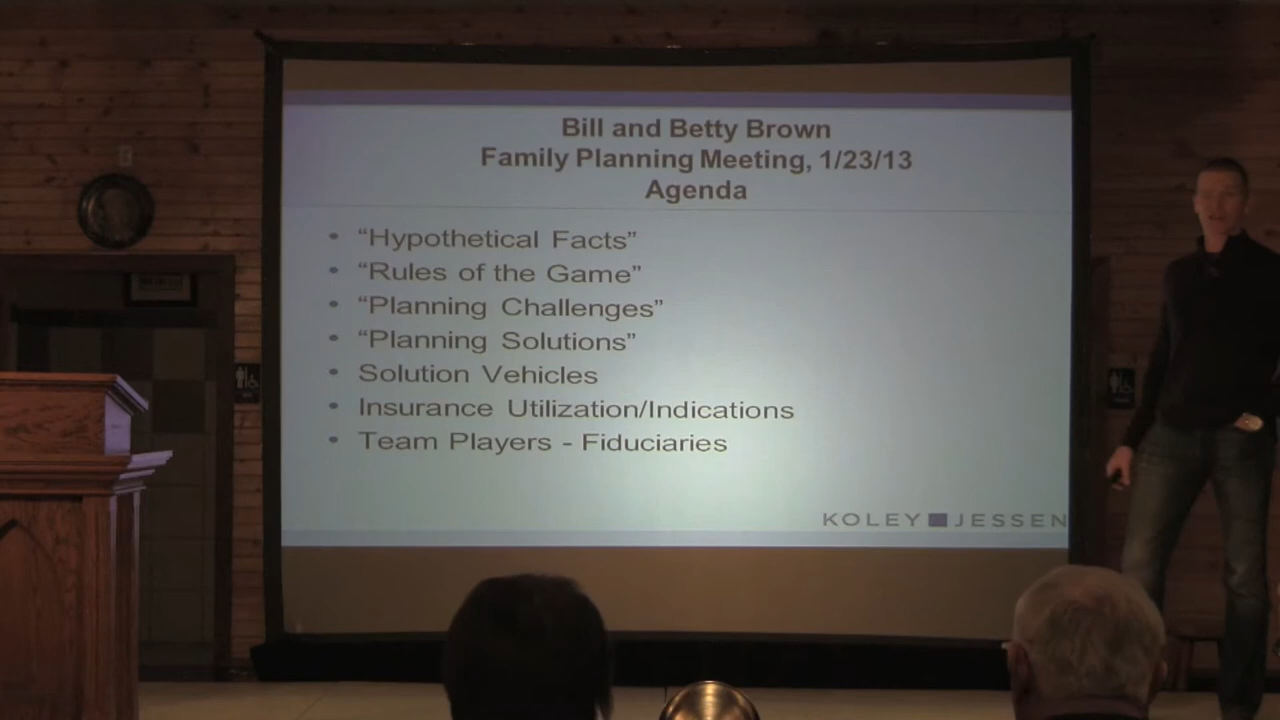 Bill and Betty Brown
Family Planning Meeting, 1/23/13
Agenda
• “Hypothetical Facts”
• “Rules of the Game”
• “Planning Challenges”
• “Planning Solutions”
• Solution Vehicles
• Insurance Utilization/Indications
• Team Players - Fiduciaries
KOLEY JESSEN